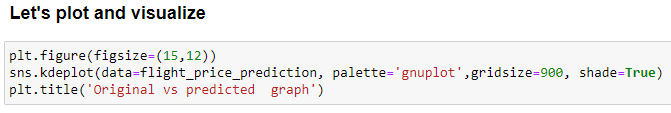 Let's plot and visualize
plt.figure(figsize=(15,12))
sns.kdeplot(data=flight_price_prediction, palette='gnuplot',gridsize=900, shade=True)
plt.title('Original vs predicted  graph')